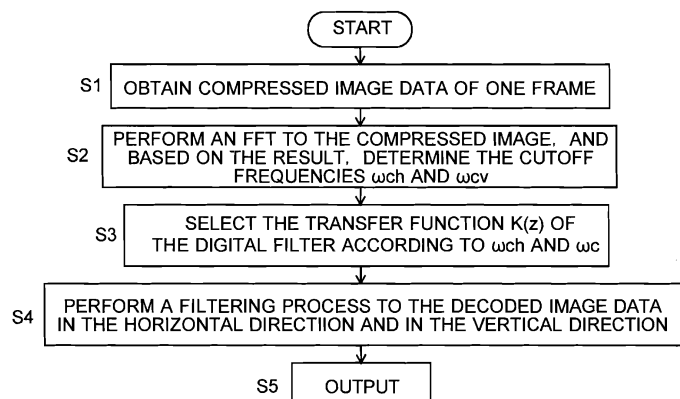 START
S1
OBTAIN COMPRESSED IMAGE DATA OF ONE FRAME
S2
PERFORM AN FFT TO THE COMPRESSED IMAGE, AND
BASED ON THE RESULT, DETERMINE THE CUTOFF
FREQUENCIES ωch AND ωcv
S3
SELECT THE TRANSFER FUNCTION K(z) OF
THE DIGITAL FILTER ACCORDING TO ωch AND ωc
S4
PERFORM A FILTERING PROCESS TO THE DECODED IMAGE DATA
IN THE HORIZONTAL DIRECTIION AND IN THE VERTICAL DIRECTION
S5
OUTPUT